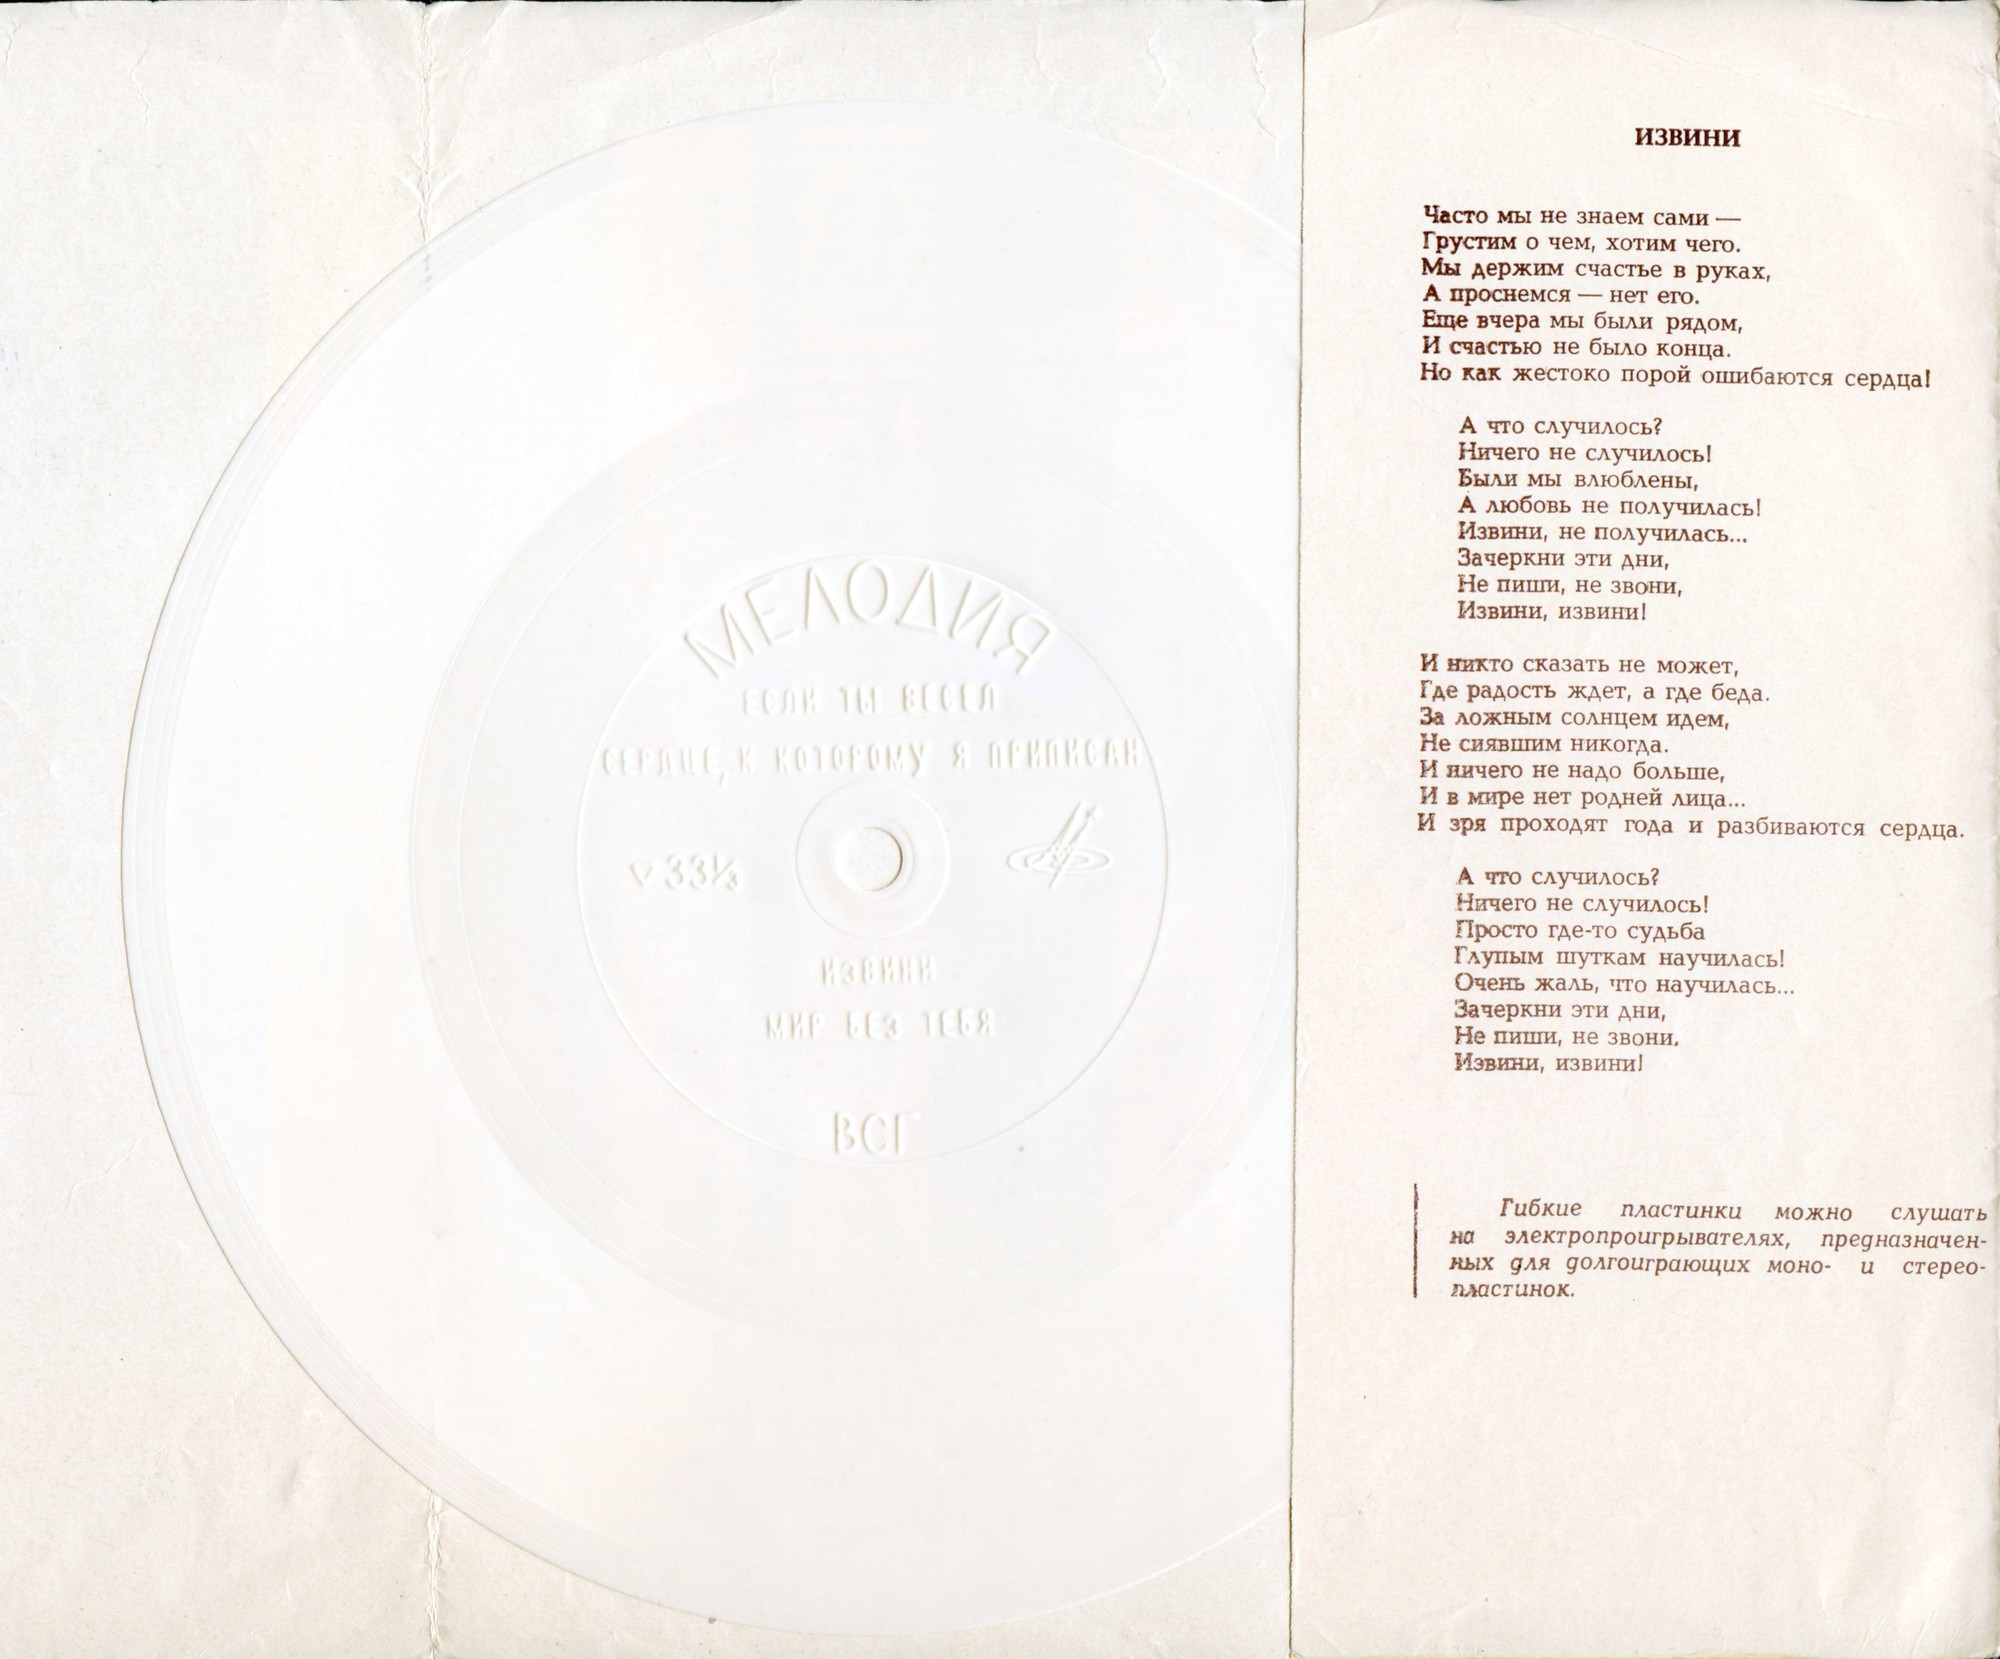 МЕЛОДИЯ
ЕСЛИ ТЫ ВЕСЕЛ
СЕРДЦЕ, К КОТОРОМУ Я ПРИПИСАН
33⅓
ИЗВИНИ
МИР БЕЗ ТЕБЯ
ВСГ
ИЗВИНИ
Часто мы не знаем сами —
Грустим о чем, хотим чего.
Мы держим счастье в руках,
А проснемся — нет его.
Еще вчера мы были рядом,
И счастью не было конца.
Но как жестоко порой ошибаются сердца!
А что случилось?
Ничего не случилось!
Были мы влюблены,
А любовь не получилась!
Извини, не получилась...
Зачеркни эти дни,
Не пиши, не звони,
Извини, извини!
И никто сказать не может,
Где радость ждет, а где беда.
За ложным солнцем идем,
Не сиявшим никогда.
И ничего не надо больше,
И в мире нет родней лица...
И зря проходят года и разбиваются сердца.
А что случилось?
Ничего не случилось!
Просто где-то судьба
Глупым шуткам научилась!
Очень жаль, что научилась...
Зачеркни эти дни,
Не пиши, не звони.
Извини, извини!
Гибкие пластинки можно слушать
на электропроигрывателях, предназначен-
ных для долгоиграющих моно- и стерео-
пластинок.